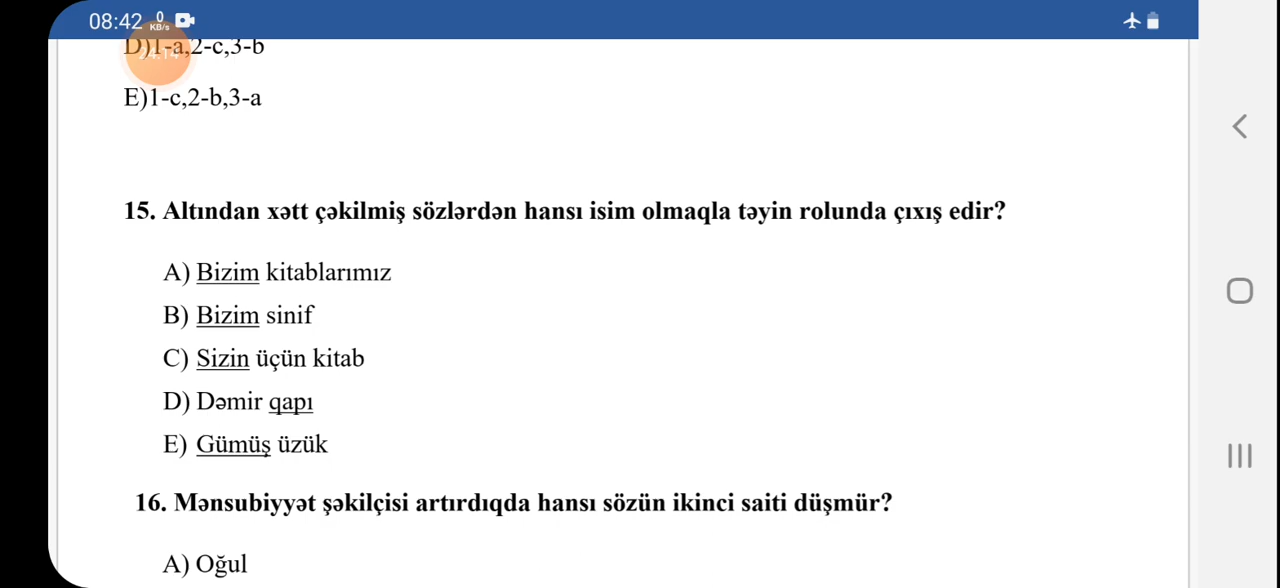 08:42 0 KB/s
D)1-a,2-c,3-b
E)1-c,2-b,3-a
15. Altından xətt çəkilmiş sözlərdən hansı isim olmaqla təyin rolunda çıxış edir?
A) Bizim kitablarımız
B) Bizim sinif
C) Sizin üçün kitab
D) Dəmir qapı
E) Gümüş üzük
16. Mənsubiyyət şəkilçisi artırdıqda hansı sözün ikinci saiti düşmür?
A) Oğul